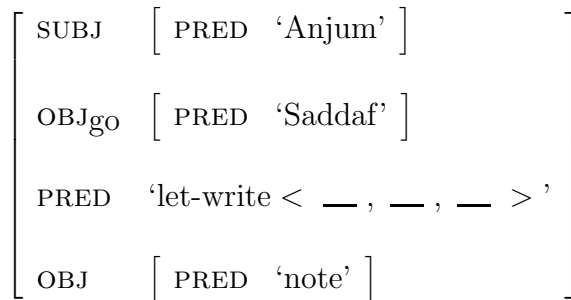 SUBJ [ PRED ‘Anjum’ ]
OBJgo [ PRED ‘Saddaf’ ]
PRED ‘let-write < __ , __ , __ > ’
OBJ [ PRED ‘note’ ]